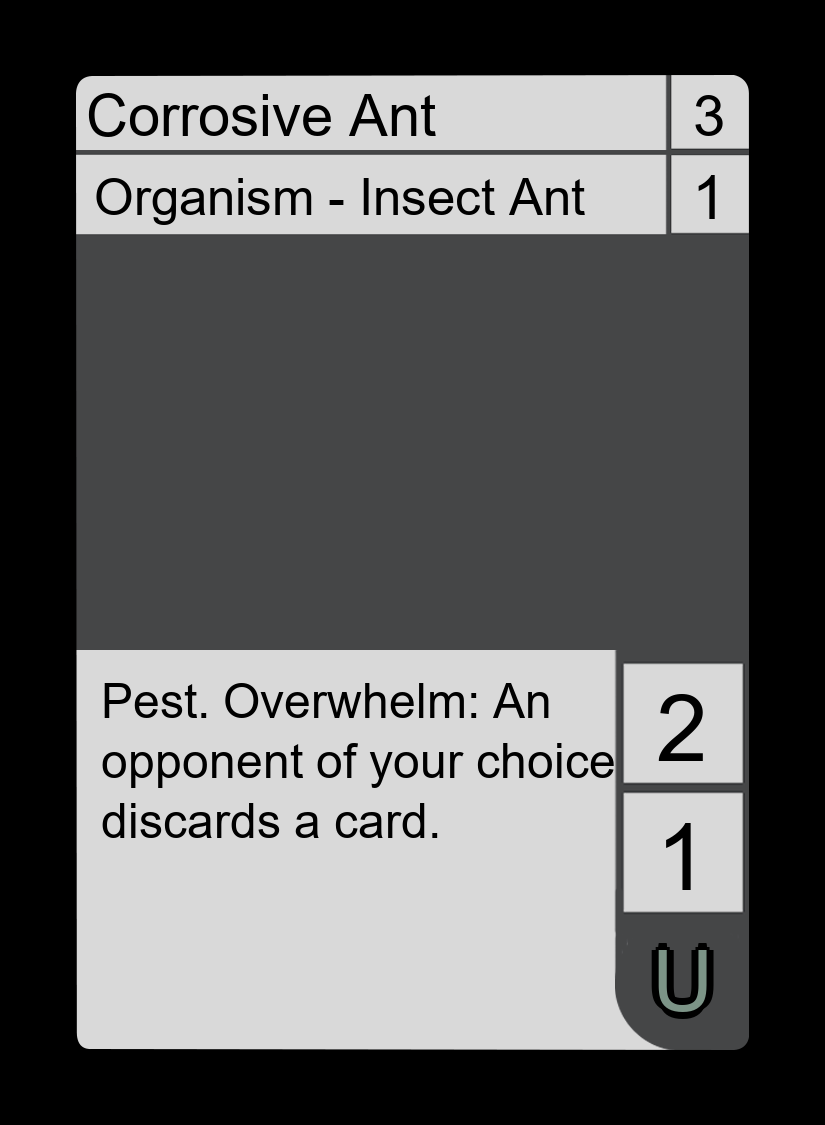 Corrosive Ant 3
Organism - Insect Ant 1
Pest. Overwhelm: An
opponent of your choice
discards a card.
2
1
U